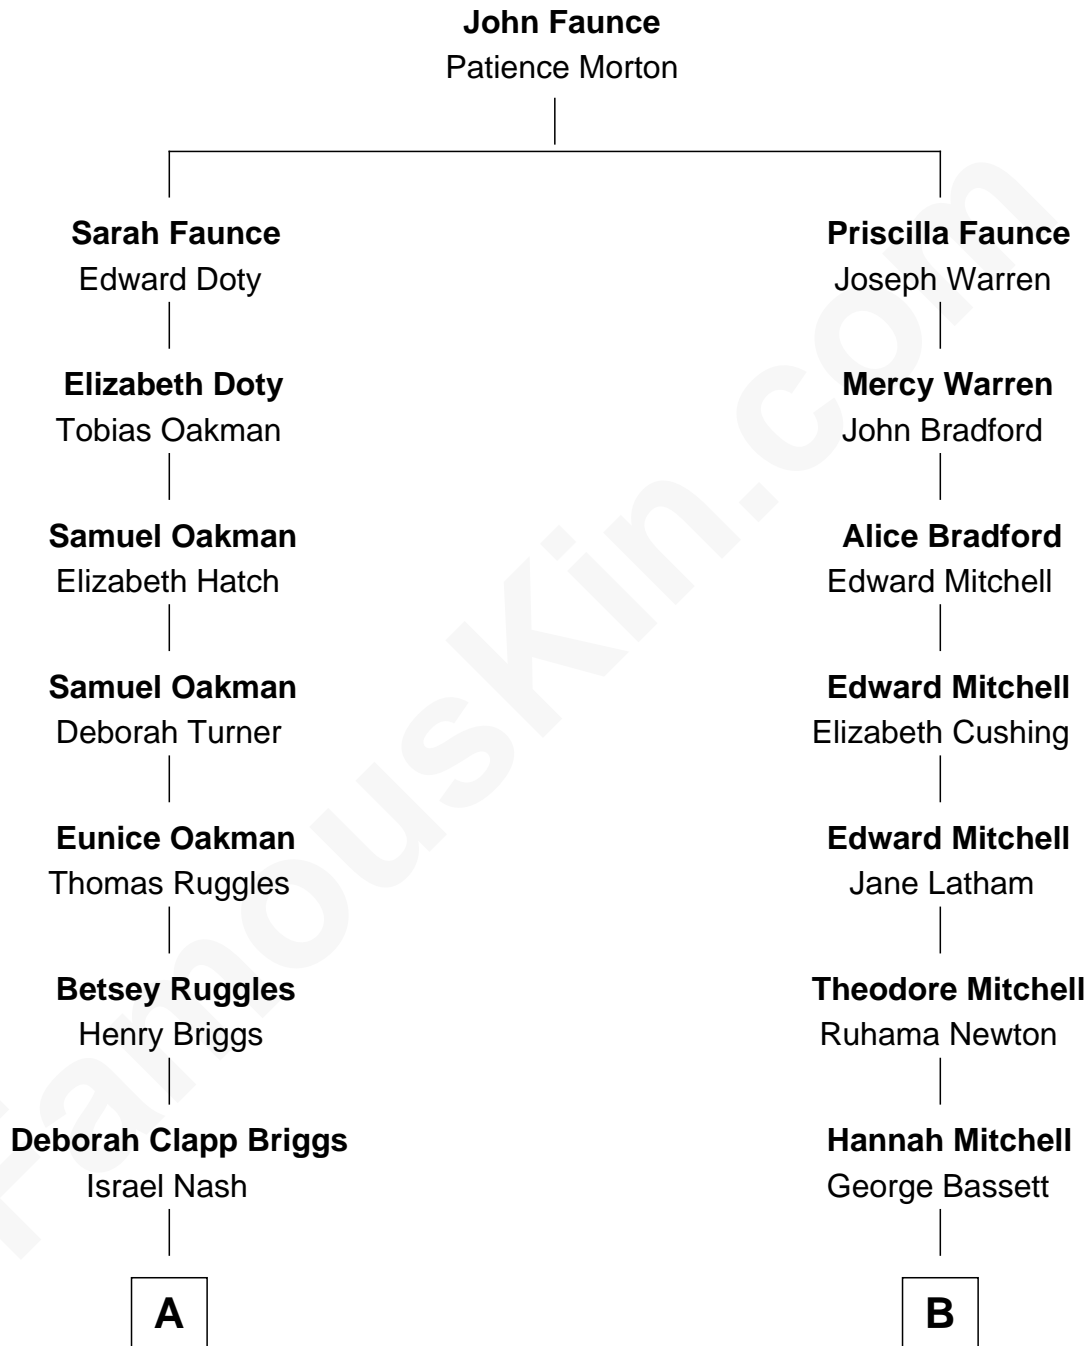 John Faunce
Patience Morton
Sarah Faunce
Edward Doty
Priscilla Faunce
Joseph Warren
Elizabeth Doty
Tobias Oakman
Mercy Warren
John Bradford
Samuel Oakman
Elizabeth Hatch
Alice Bradford
Edward Mitchell
Samuel Oakman
Deborah Turner
Edward Mitchell
Elizabeth Cushing
Eunice Oakman
Thomas Ruggles
Edward Mitchell
Jane Latham
Betsey Ruggles
Henry Briggs
Theodore Mitchell
Ruhama Newton
Deborah Clapp Briggs
Israel Nash
Hannah Mitchell
George Bassett
A
B
FamousKin.com